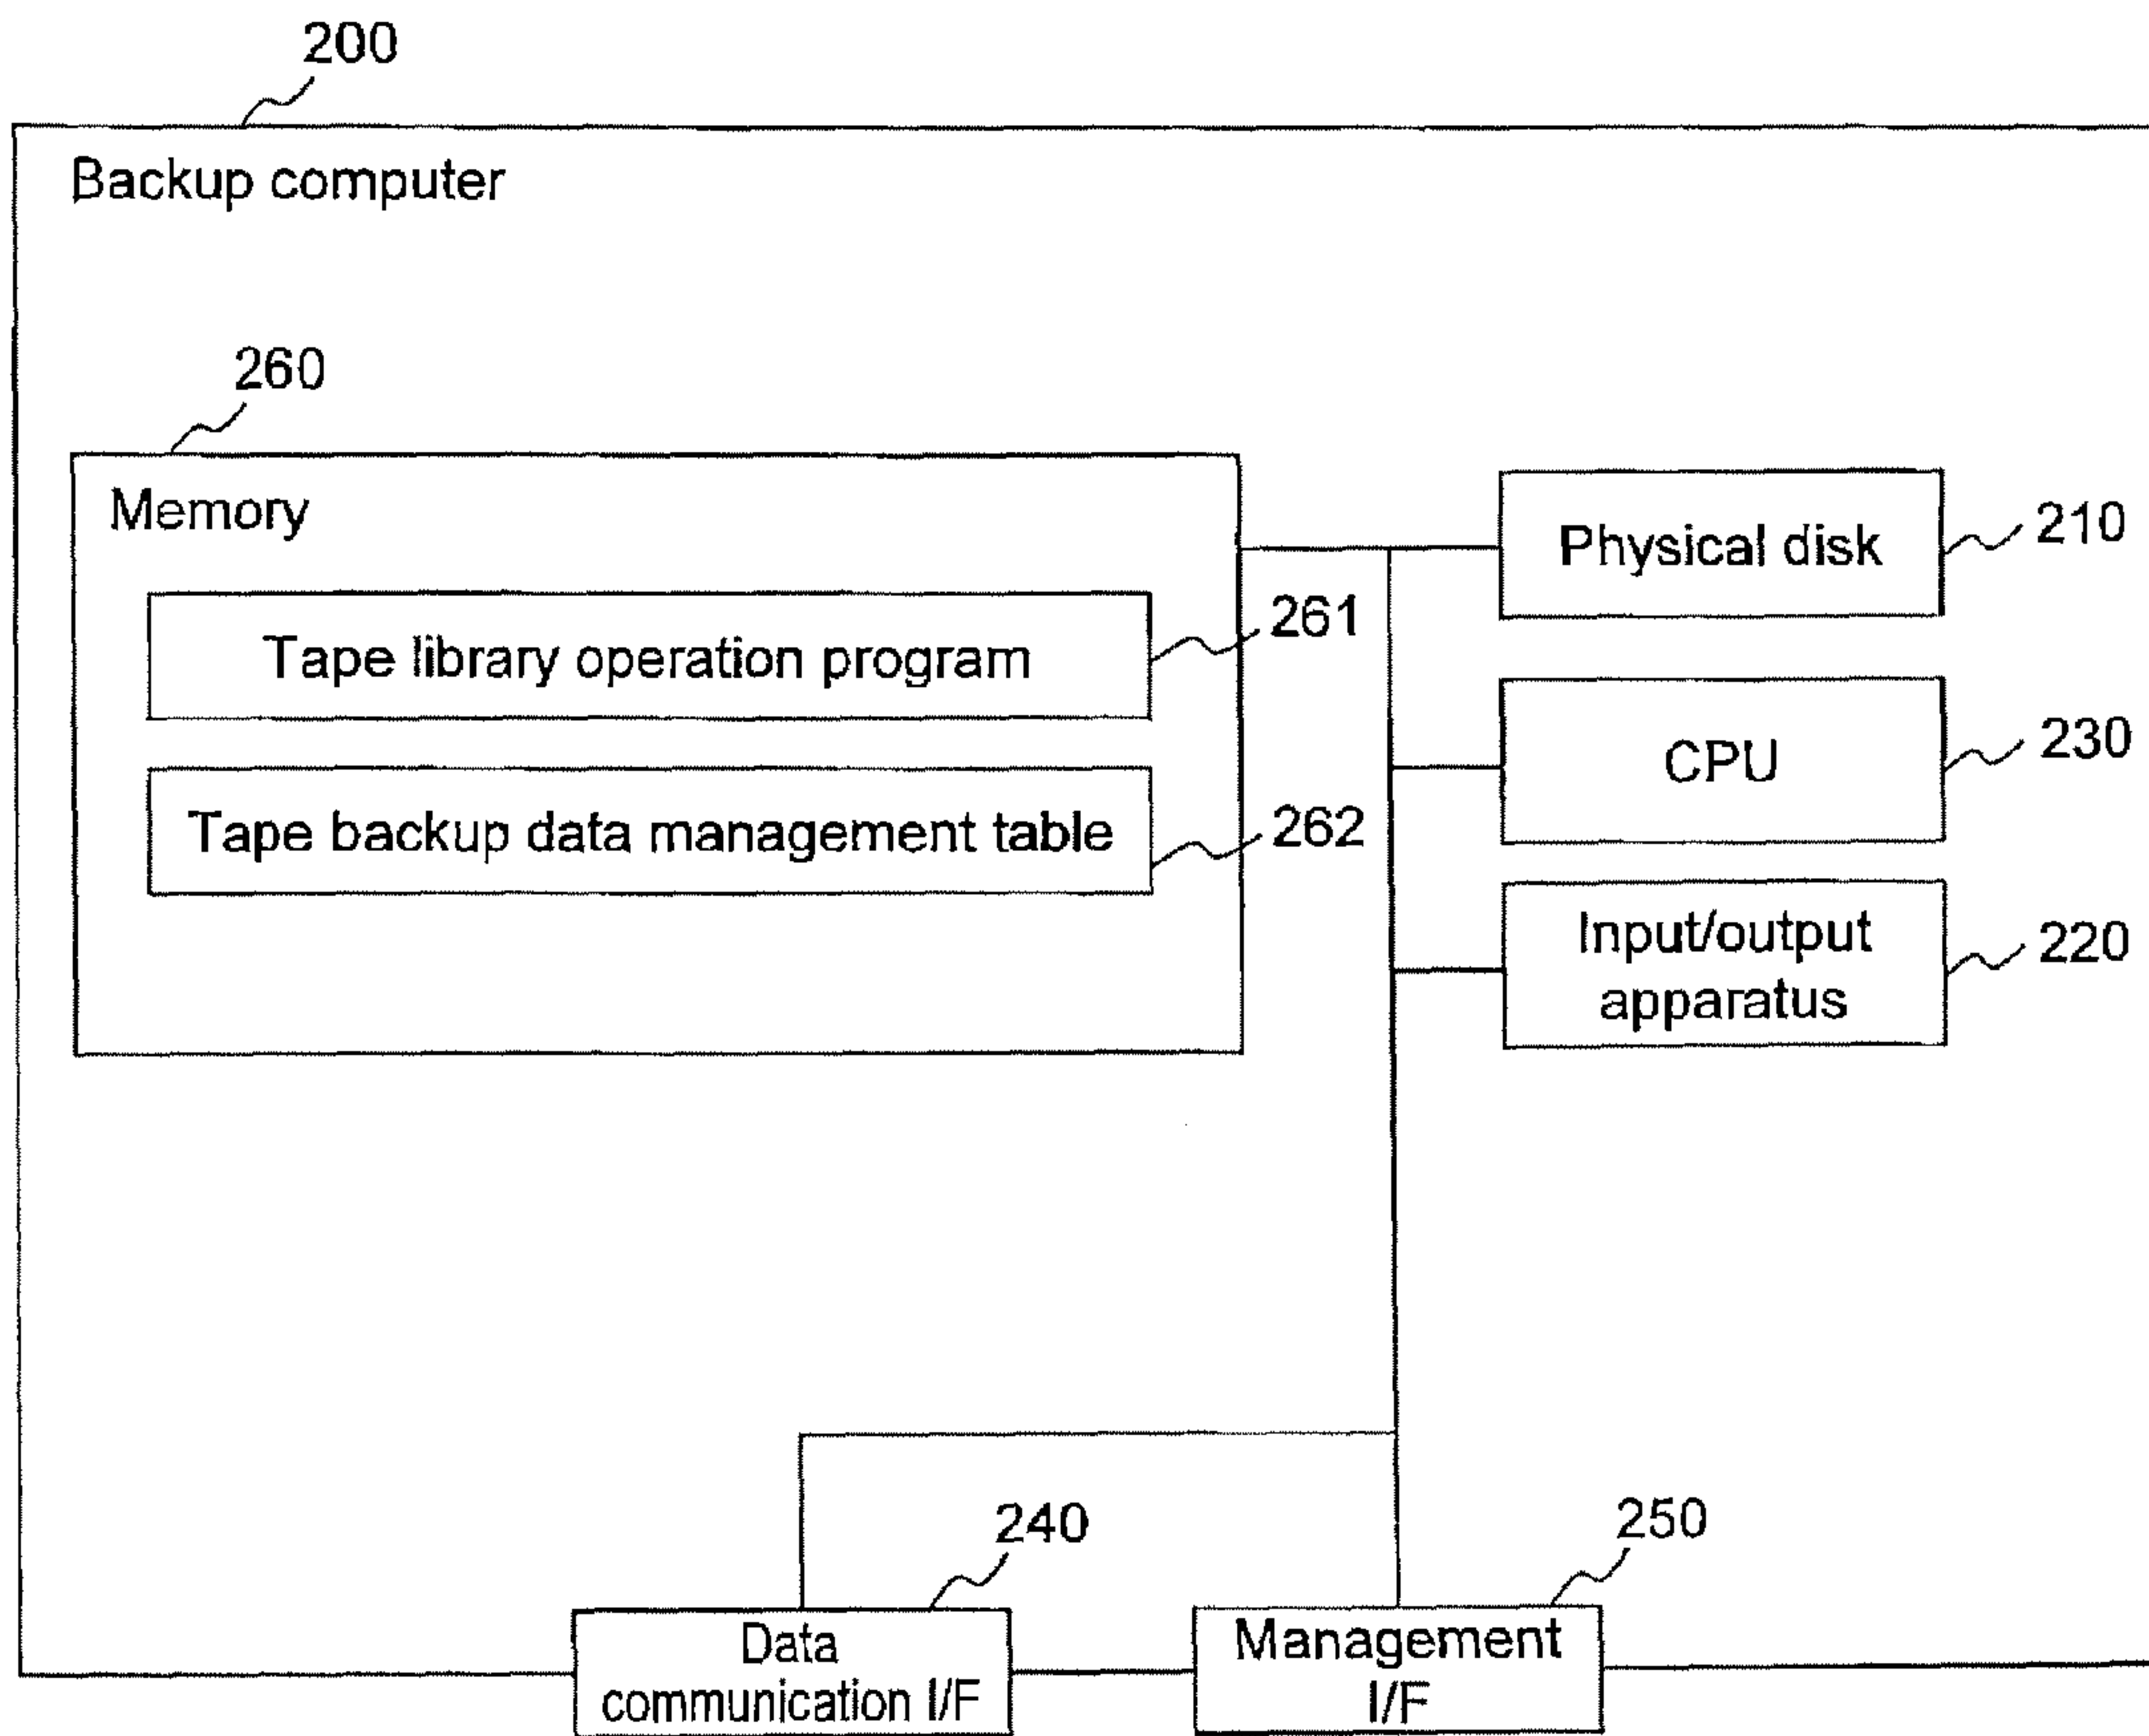 200
Backup computer
260
Memory
Physical disk
210
Tape library operation program
261
CPU
230
Tape backup data management table
262
Input/output
apparatus
220
240
250
Data
communication I/F
Management
I/F